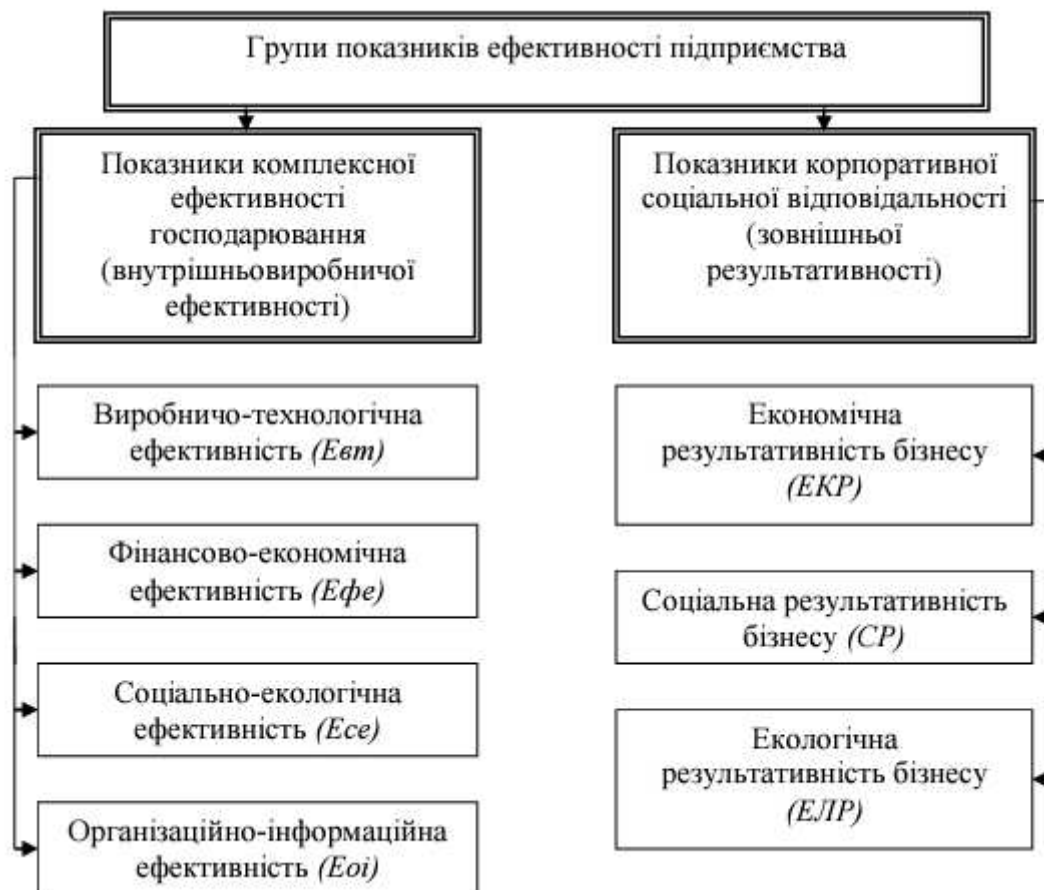 Групи показників ефективності підприємства
Показники комплексної
ефективності
господарювання
(внутрішньовиробничої
ефективності)
Показники корпоративної
соціальної відповідальності
(зовнішньої
результативності)
Виробничо-технологічна
ефективність (Евт)
Фінансово-економічна
ефективність (Ефе)
Соціально-екологічна
ефективність (Есе)
Організаційно-інформаційна
ефективність (Еоі)
Економічна
результативність бізнесу
(ЕКР)
Соціальна результативність
бізнесу (СР)
Екологічна
результативність бізнесу
(ЕЛР)